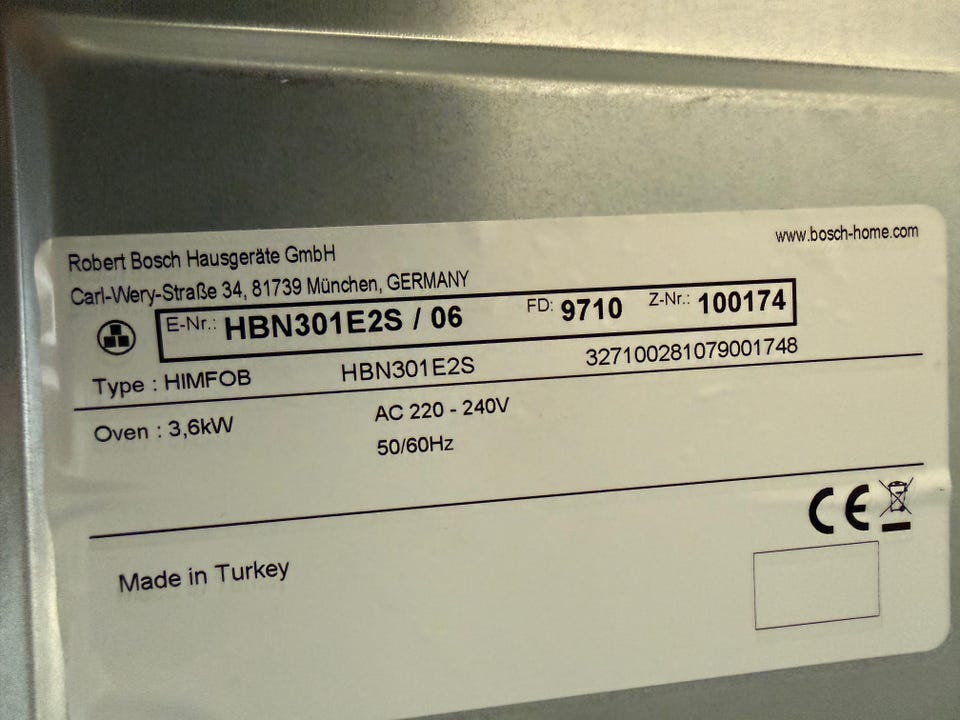 Robert Bosch Hausgeräte GmbH
www.bosch-home.com
Carl-Wery-Straße 34, 81739 München, GERMANY
E-Nr.: HBN301E2S / 06 FD: 9710 Z-Nr.: 100174
Type : HIMFOB HBN301E2S 327100281079001748
Oven : 3,6kW AC 220 - 240V
50/60Hz
CE
Made in Turkey